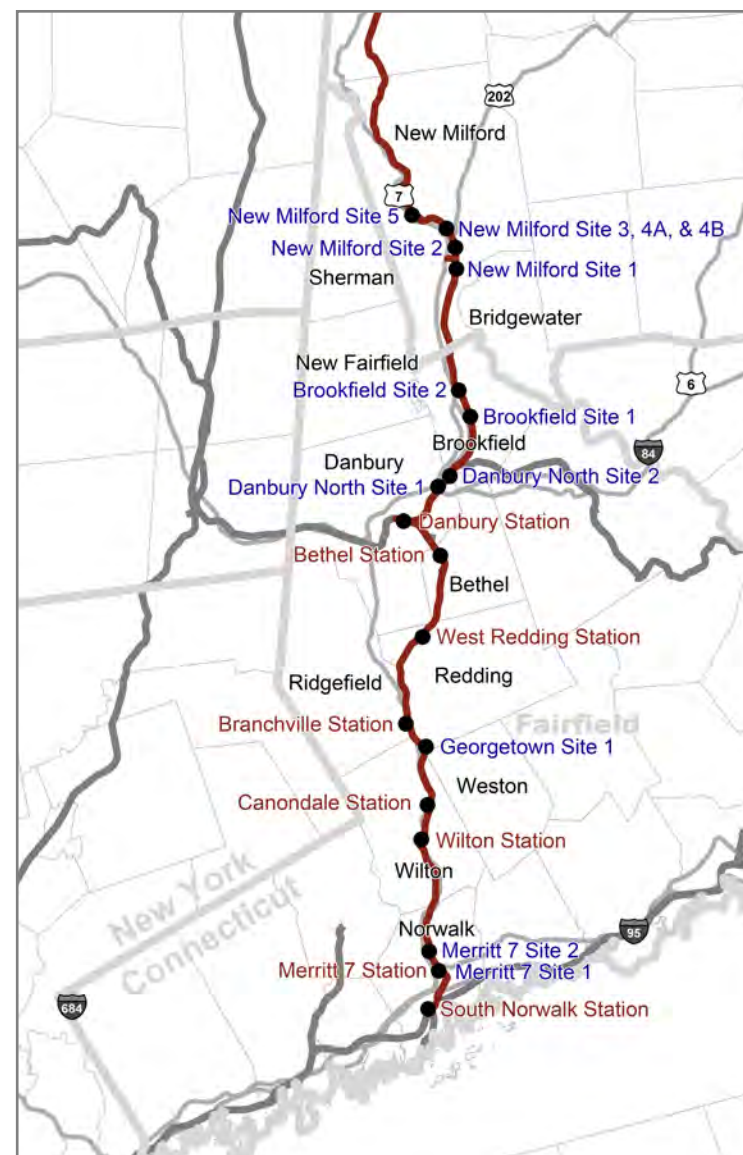 202
New Milford
7
New Milford Site 5
New Milford Site 3, 4A, & 4B
New Milford Site 2
New Milford Site 1
Sherman
Bridgewater
New Fairfield
6
Brookfield Site 2
Brookfield Site 1
Brookfield
84
Danbury
Danbury North Site 2
Danbury North Site 1
Danbury Station
Bethel Station
Bethel
West Redding Station
Redding
Ridgefield
Branchville Station
Fairfield
Georgetown Site 1
Weston
Canondale Station
Wilton Station
Wilton
New York
Connecticut
Norwalk
95
Merritt 7 Site 2
Merritt 7 Station
Merritt 7 Site 1
684
South Norwalk Station